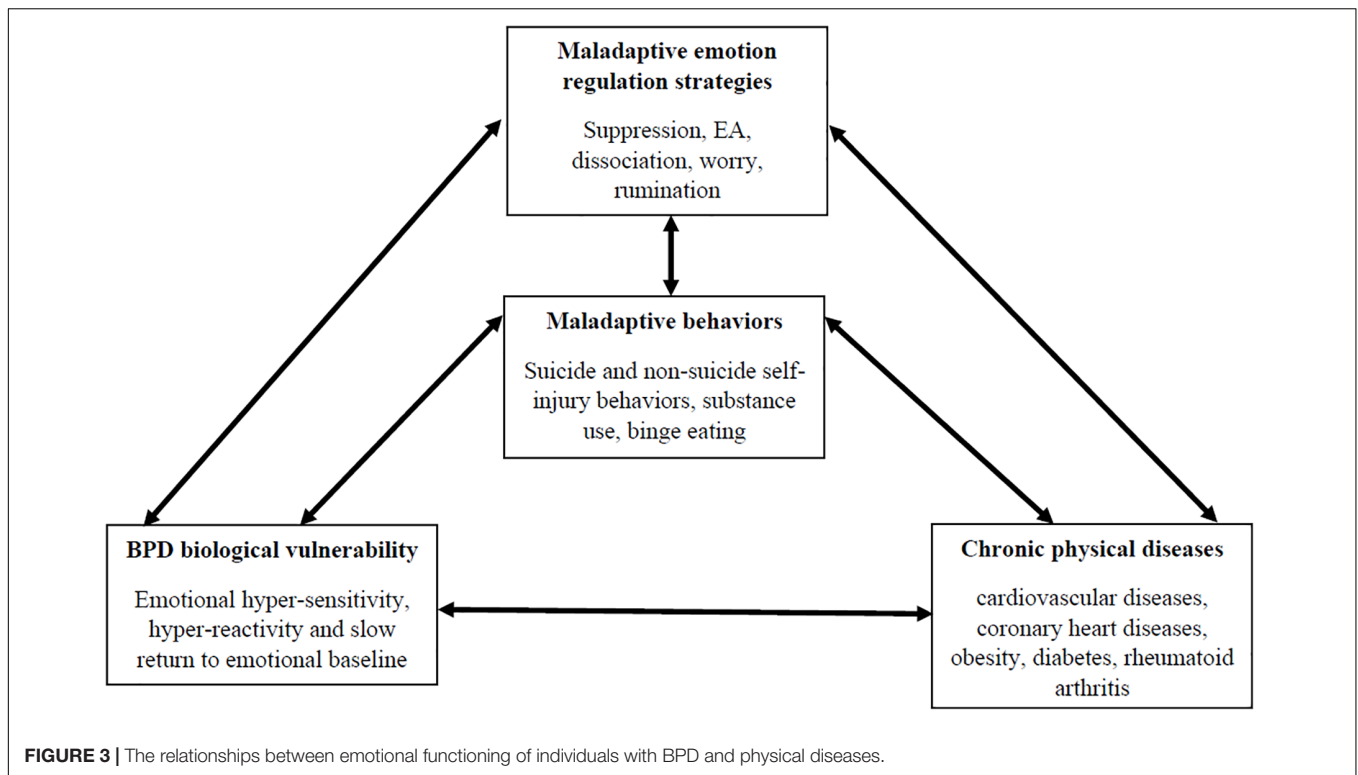 Maladaptive emotion
regulation strategies
Suppression, EA,
dissociation, worry,
rumination
Maladaptive behaviors
Suicide and non-suicide self-
injury behaviors, substance
use, binge eating
BPD biological vulnerability
Emotional hyper-sensitivity,
hyper-reactivity and slow
return to emotional baseline
Chronic physical diseases
cardiovascular diseases,
coronary heart diseases,
obesity, diabetes, rheumatoid
arthritis
FIGURE 3 | The relationships between emotional functioning of individuals with BPD and physical diseases.